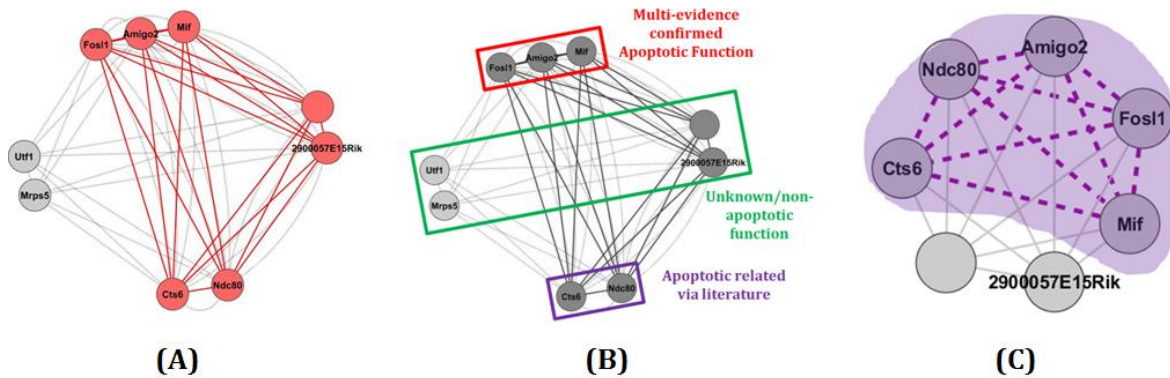 Fosl1
Amigo2
Mif
2900057E15Rik
Utf1
Mrps5
Cts6
Ndc80
(A)
Multi-evidence
confirmed
Apoptotic Function
Fosl1
Amigo2
Mif
2900057E15Rik
Utf1
Mrps5
Unknown/non-
apoptotic
function
Cts6
Ndc80
Apoptotic related
via literature
(B)
Amigo2
Ndc80
Fosl1
Cts6
Mif
2900057E15Rik
(C)